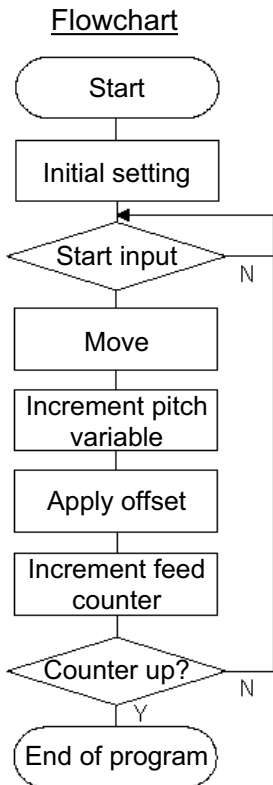 Flowchart
Start
Initial setting
Start input
N
Move
Increment pitch
variable
Apply offset
Increment feed
counter
Counter up?
N
Y
End of program